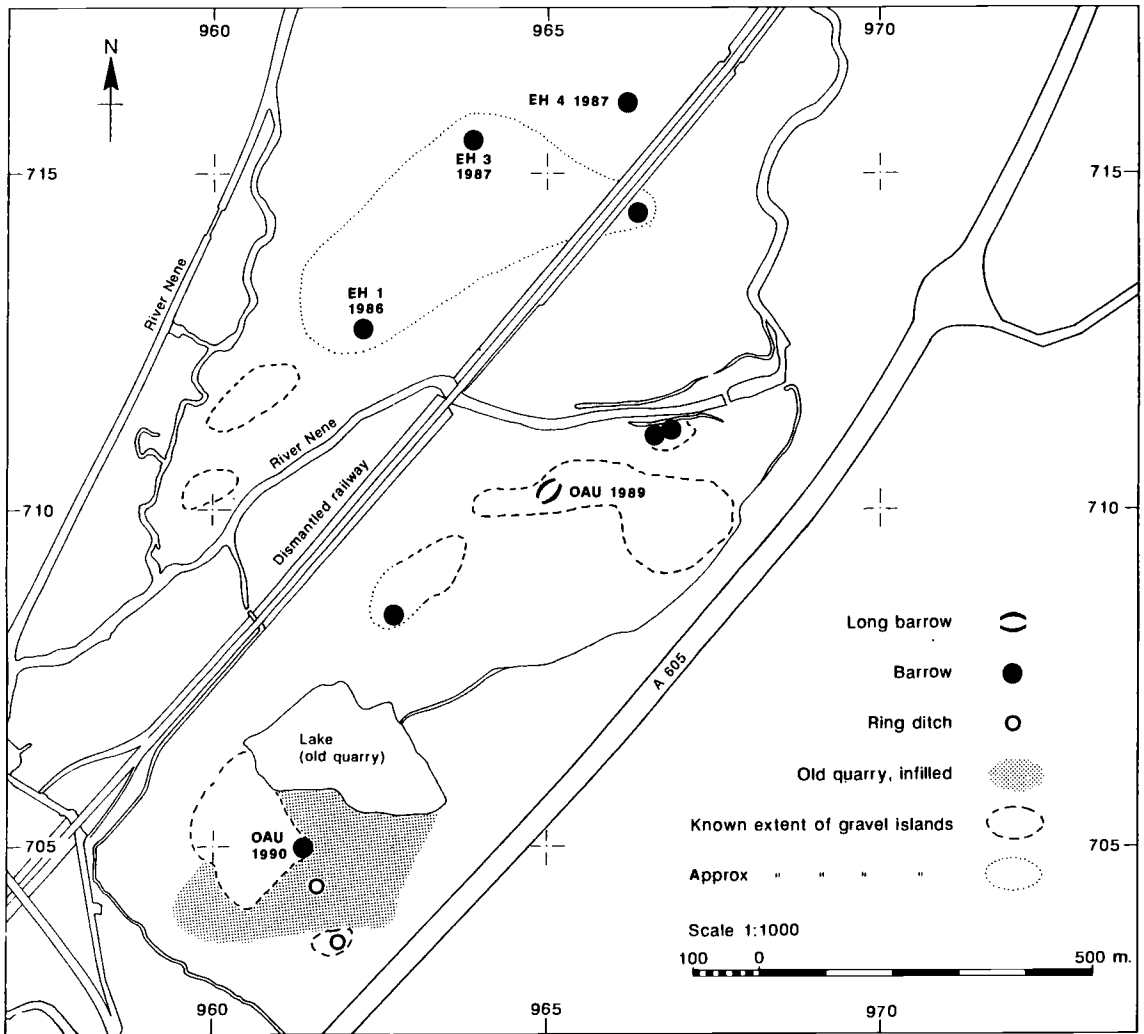 960
965
970
N
EH 4 1987
EH 3
1987
715
715
River Nene
EH 1
1986
River Nene
Dismantled railway
OAU 1989
710
710
A 605
Long barrow
Barrow
Ring ditch
Lake
(old quarry)
Old quarry, infilled
Known extent of gravel islands
OAU
1990
705
705
Approx " " " "
Scale 1:1000
100 0 500 m.
960
965
970